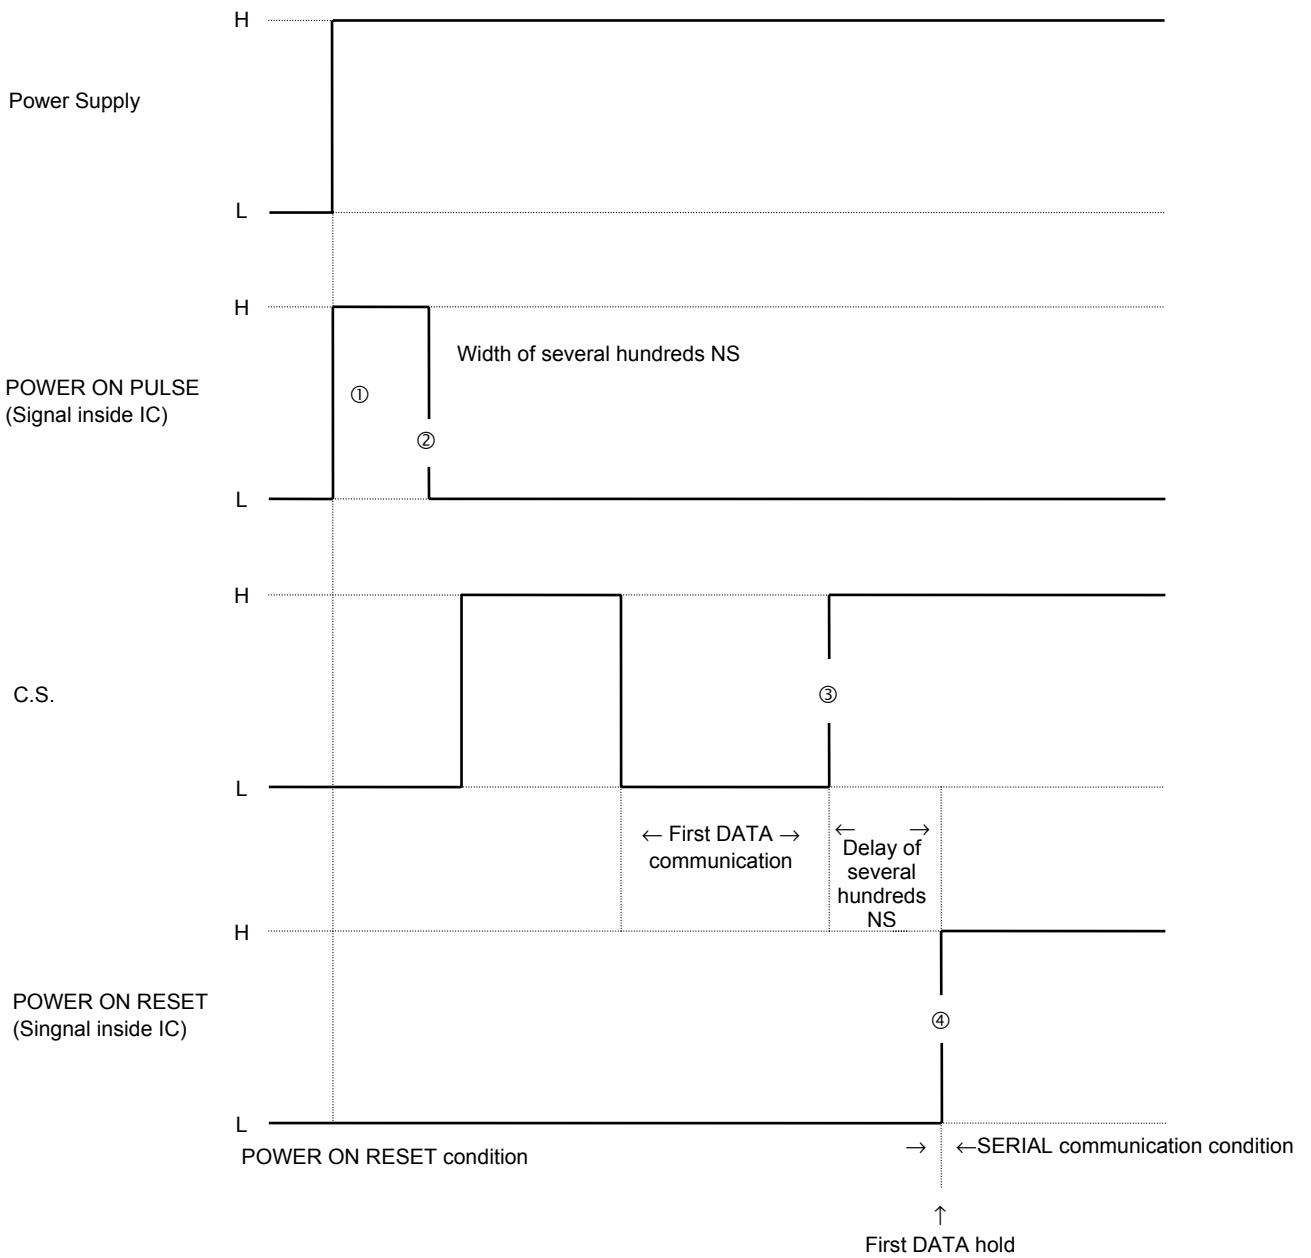 H
Power Supply
L
H
Width of several hundreds NS
POWER ON PULSE
(Signal inside IC)
①
②
L
H
C.S.
③
L
← First DATA →
communication
← →
Delay of
several
hundreds
NS
H
POWER ON RESET
(Singnal inside IC)
④
L
POWER ON RESET condition
→ ←SERIAL communication condition
↑
First DATA hold